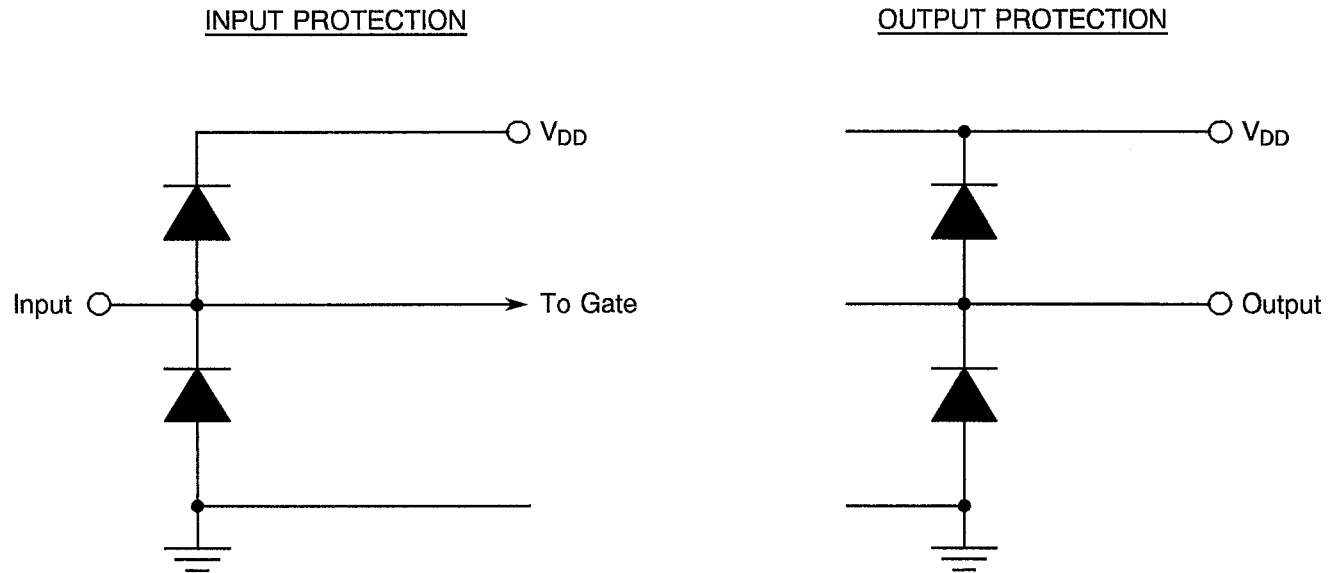 INPUT PROTECTION
OUTPUT PROTECTION
VDD
VDD
Input
To Gate
Output